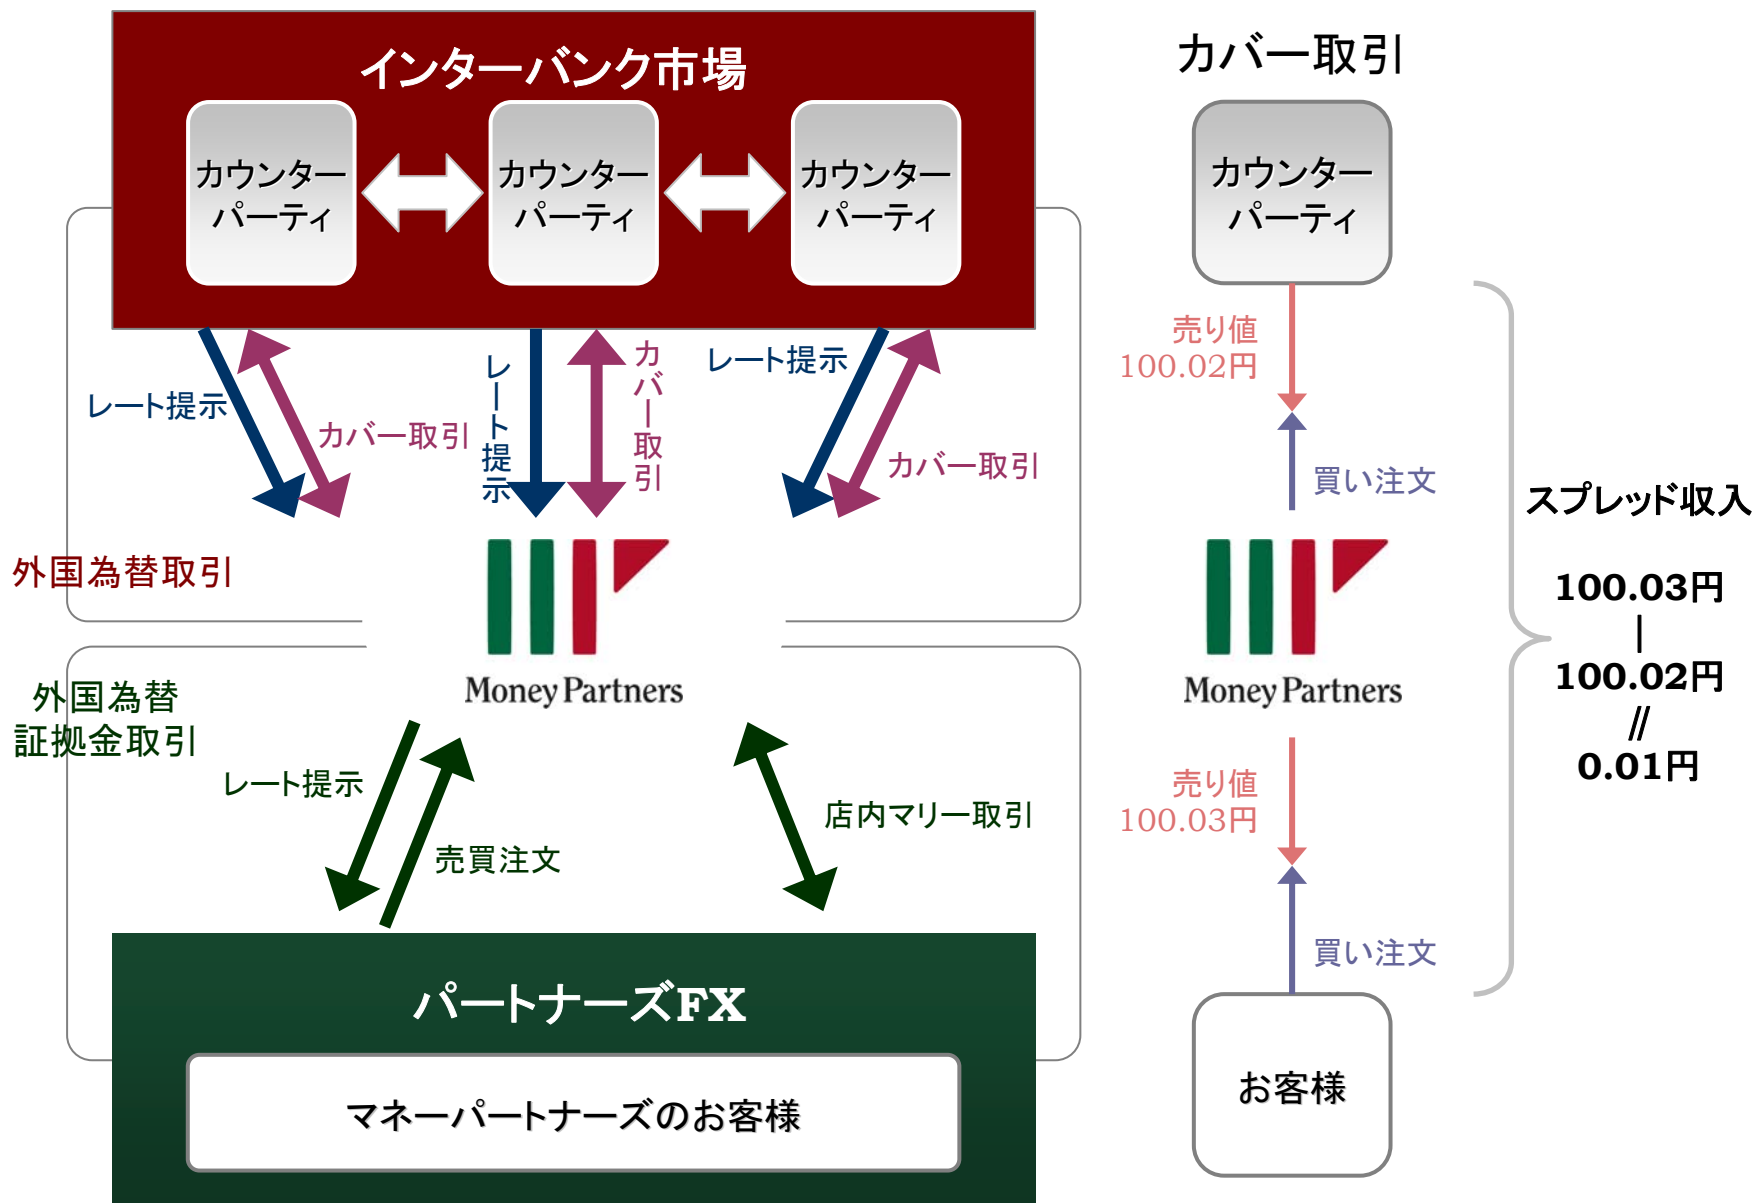 インターバンク市場
カウンター
パーティ
カウンター
パーティ
カウンター
パーティ
レート提示
カバー取引
レート提示
カバー取引
レート提示
カバー取引
外国為替取引
Money Partners
外国為替
証拠金取引
レート提示
売買注文
店内マリー取引
パートナーズFX
マネーパートナーズのお客様
カバー取引
カウンター
パーティ
売り値
100.02円
買い注文
Money Partners
売り値
100.03円
買い注文
お客様
スプレッド収入
100.03円
|
100.02円
//
0.01円